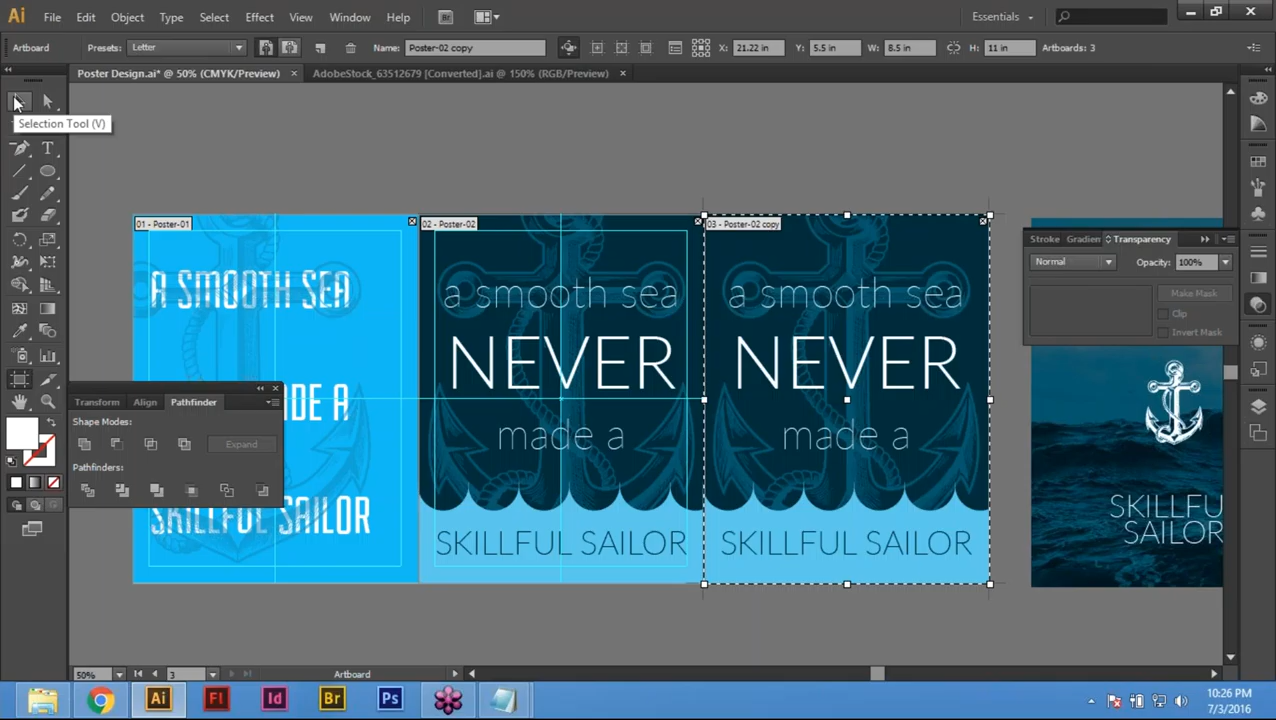 Ai File Edit Object Type Select Effect View Window Help Br Essentials
Artboard Presets: Letter Name: Poster-02 copy X: 21.22 in Y: 5.5 in W: 8.5 in H: 11 in Artboards: 3
Poster Design.ai* @ 50% (CMYK/Preview) AdobeStock_63512679 [Converted].ai @ 150% (RGB/Preview)
Selection Tool (V)
T
01 - Poster-01
A SMOOTH SEA
DE A
SKILLFUL SAILOR
02 - Poster-02
a smooth sea
NEVER
made a
SKILLFUL SAILOR
03 - Poster-02 copy
a smooth sea
NEVER
made a
SKILLFUL SAILOR
SKILLFU
SAILOR
Stroke Gradien Transparency
Normal Opacity: 100%
Make Mask
Clip
Invert Mask
Transform Align Pathfinder
Shape Modes:
Expand
Pathfinders:
50% 3 Artboard
Ai Fl Id Br Ps
10:26 PM
7/3/2016